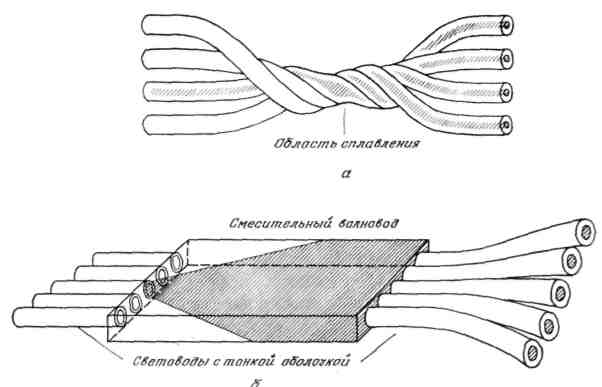 Область сплавления
а
Смесительный волновод
Световоды с тонкой оболочкой
б